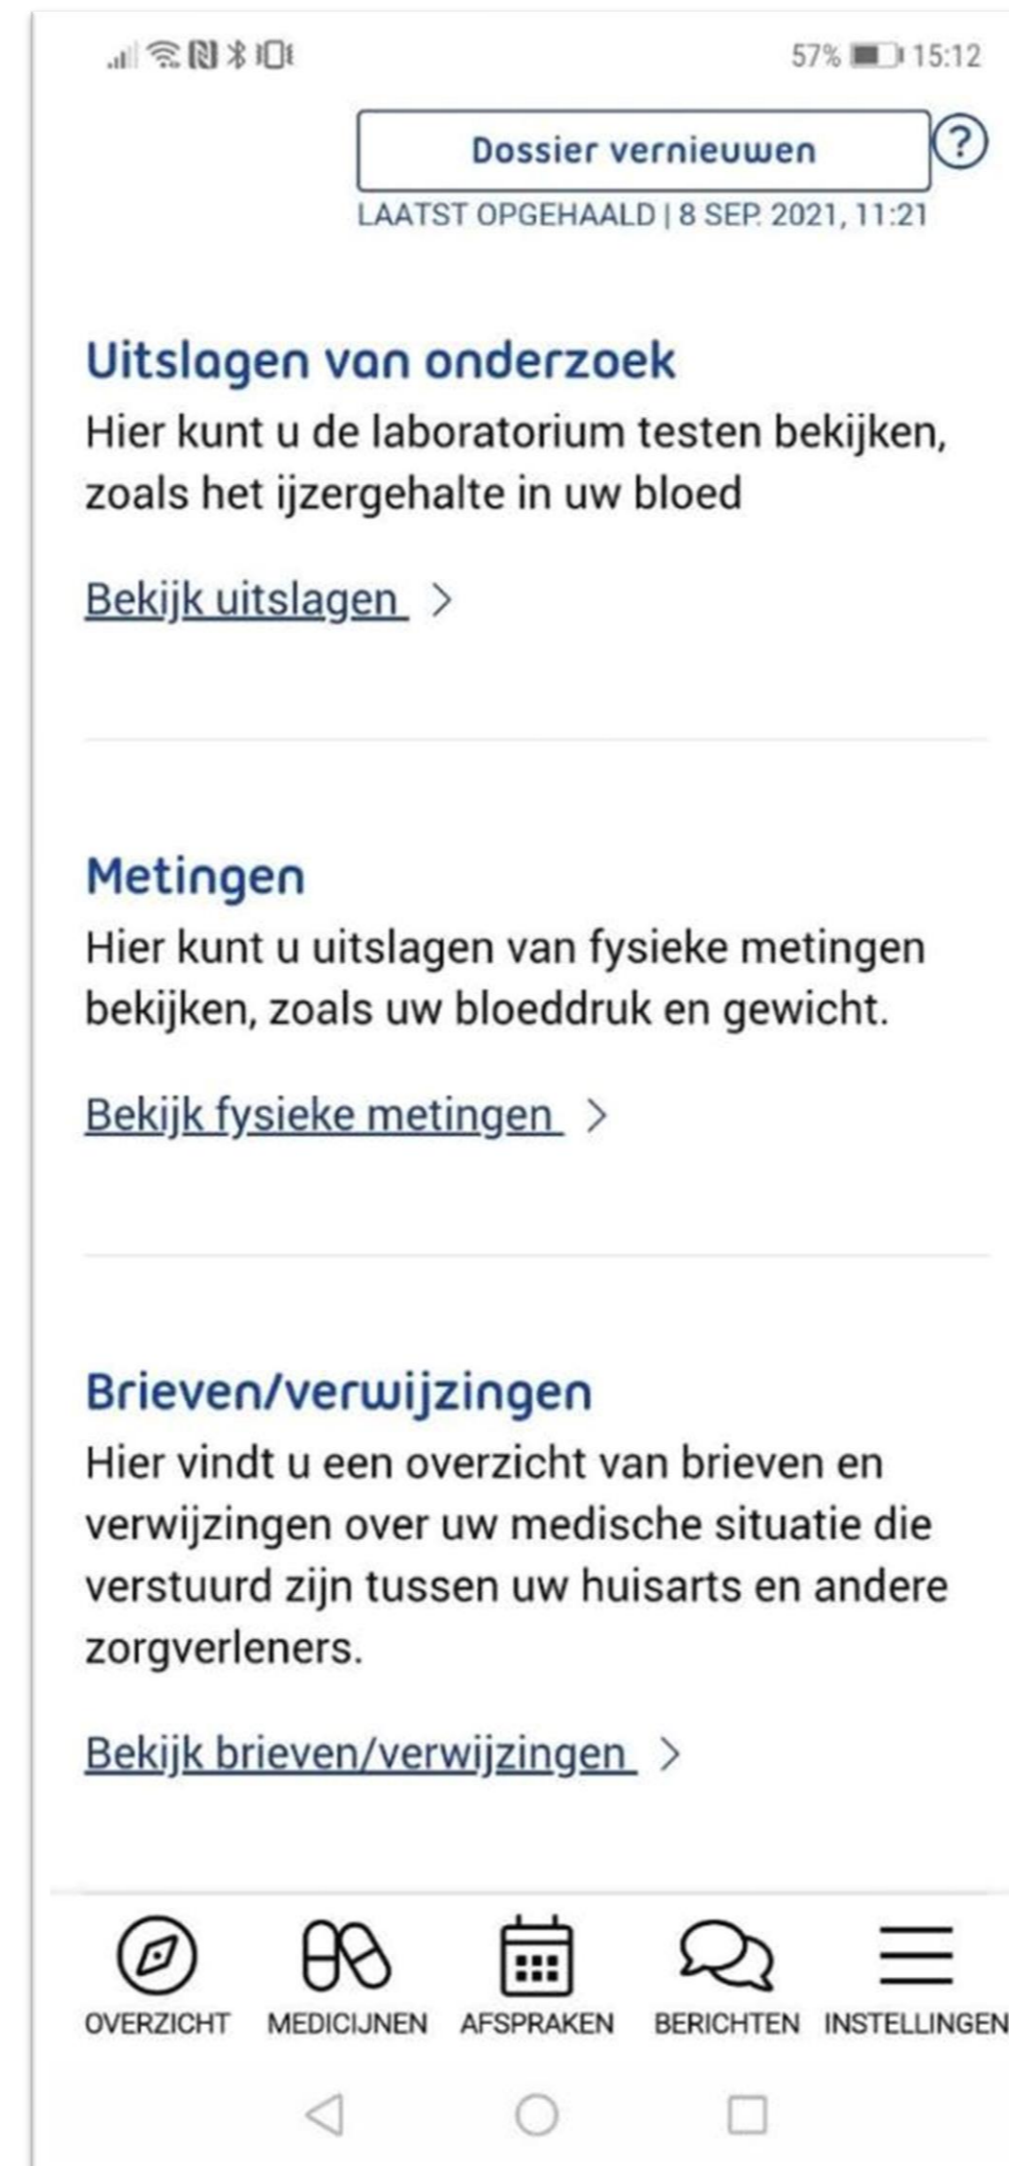 57% 15:12
Dossier vernieuwen
?
LAATST OPGEHAALD | 8 SEP. 2021, 11:21
Uitslagen van onderzoek
Hier kunt u de laboratorium testen bekijken,
zoals het ijzergehalte in uw bloed
Bekijk uitslagen >
Metingen
Hier kunt u uitslagen van fysieke metingen
bekijken, zoals uw bloeddruk en gewicht.
Bekijk fysieke metingen >
Brieven/verwijzingen
Hier vindt u een overzicht van brieven en
verwijzingen over uw medische situatie die
verstuurd zijn tussen uw huisarts en andere
zorgverleners.
Bekijk brieven/verwijzingen >
OVERZICHT MEDICIJNEN AFSPRAKEN BERICHTEN INSTELLINGEN